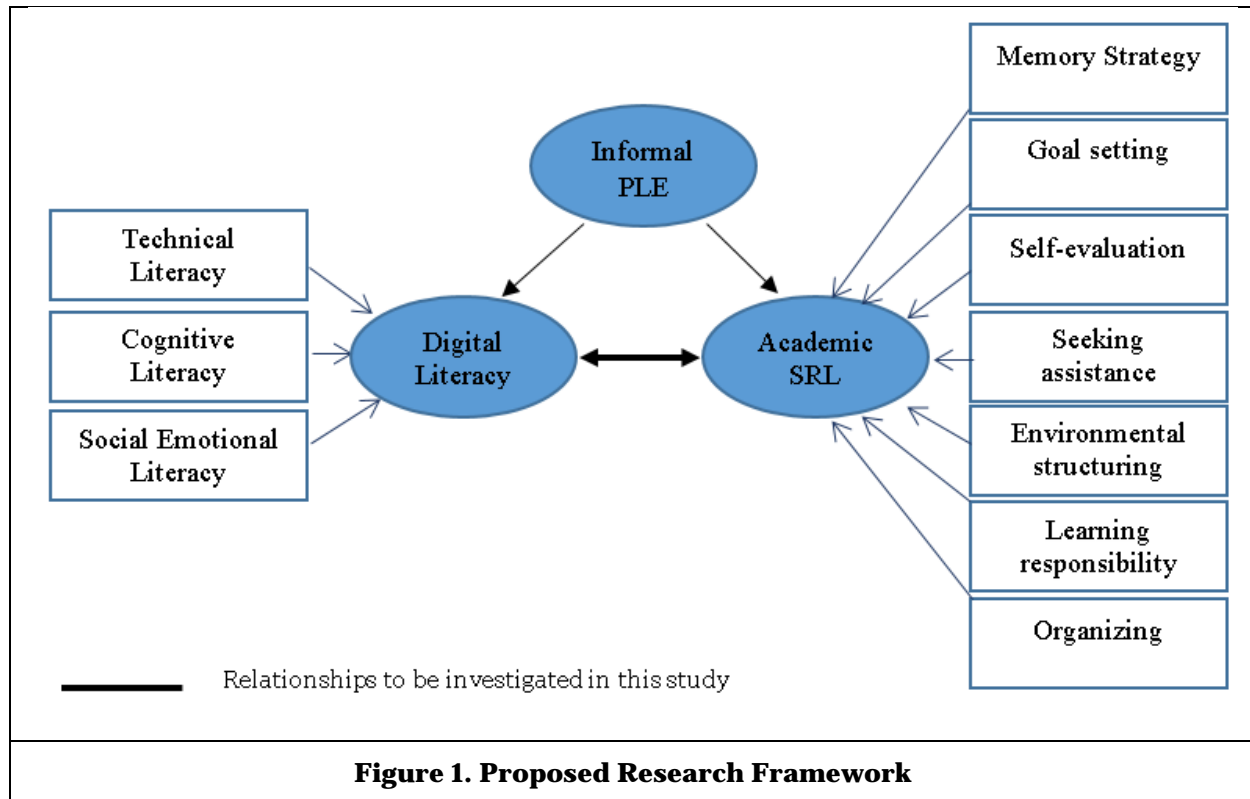 Memory Strategy
Goal setting
Self-evaluation
Seeking
assistance
Environmental
structuring
Learning
responsibility
Organizing
Informal
PLE
Technical
Literacy
Cognitive
Literacy
Social Emotional
Literacy
Digital
Literacy
Academic
SRL
Relationships to be investigated in this study
Figure 1. Proposed Research Framework